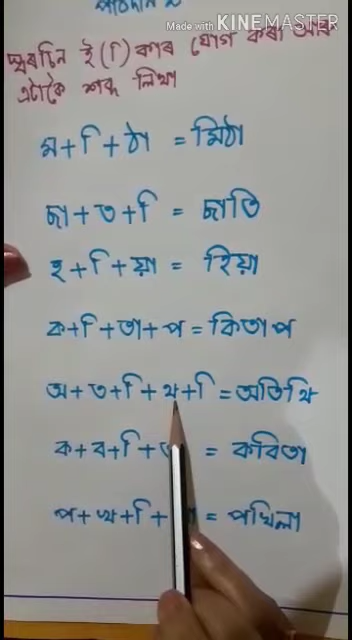 Made with KINEMASTER
স্বৰচিন ই (ি) কাৰ যোগ কৰা আৰু
এটাকৈ শব্দ লিখা
ম + ি + ঠা = মিঠা
জা + ত + ি = জাতি
হ + ি + য়া = হিয়া
ক + ি + তা + প = কিতাপ
অ + ত + ি + থ + ি = অতিথি
ক + ব + ি + = কবিতা
প + খ + ি + = পখিলা